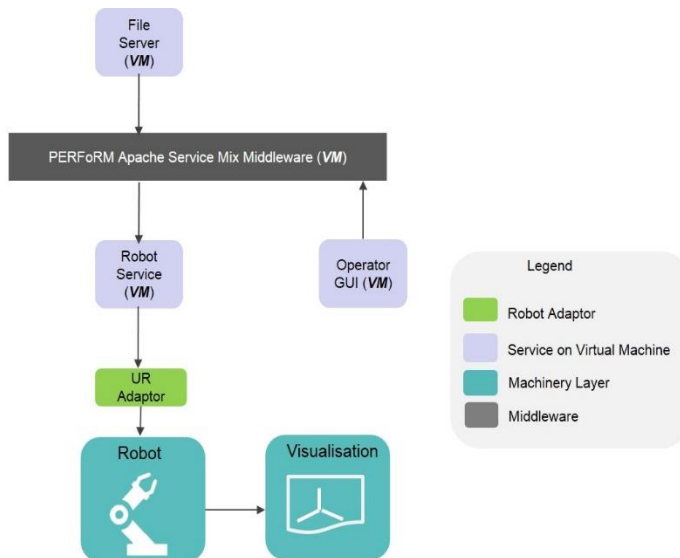 File
Server
(VM)
PERFoRM Apache Service Mix Middleware (VM)
Robot
Service
(VM)
Operator
GUI (VM)
UR
Adaptor
Robot
Visualisation
Legend
Robot Adaptor
Service on Virtual Machine
Machinery Layer
Middleware